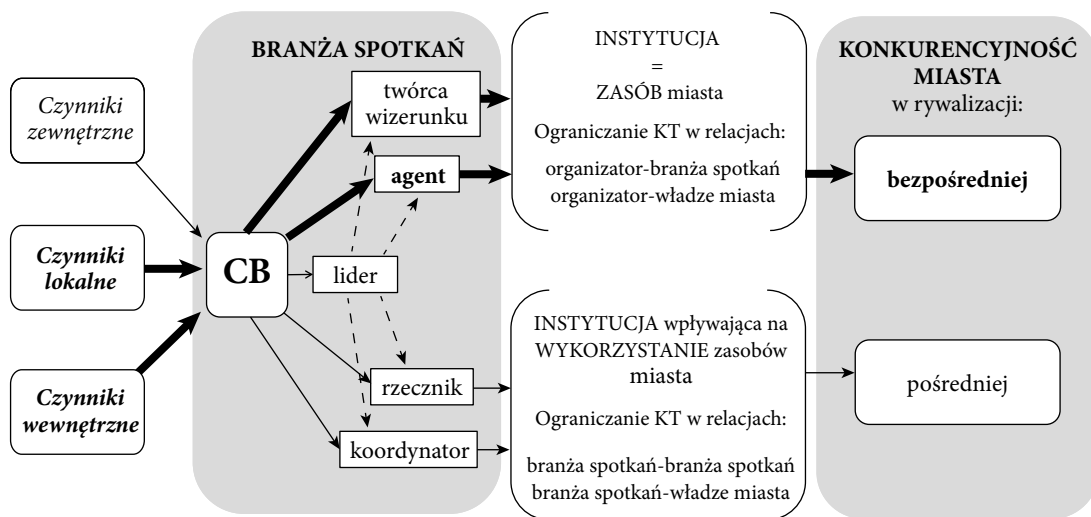 Czynniki
zewnętrzne
Czynniki
lokalne
Czynniki
wewnętrzne
CB
BRANŻA SPOTKAŃ
twórca
wizerunku
agent
lider
rzecznik
koordynator
INSTYTUCJA
=
ZASÓB miasta
Ograniczanie KT w relacjach:
organizator-branża spotkań
organizator-władze miasta
INSTYTUCJA wpływająca na
WYKORZYSTANIE zasobów
miasta
Ograniczanie KT w relacjach:
branża spotkań-branża spotkań
branża spotkań-władze miasta
KONKURENCYJNOŚĆ
MIASTA
w rywalizacji:
bezpośredniej
pośredniej